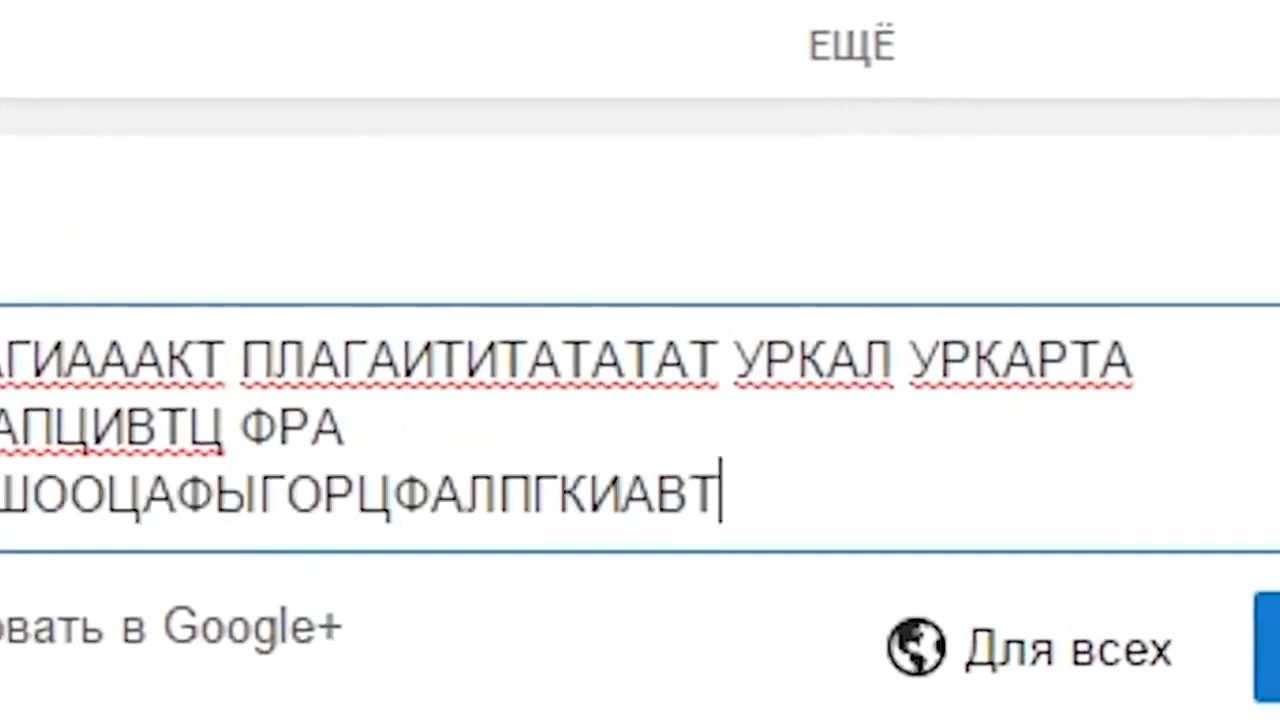 ЕЩЁ
АГИАААКТ ПЛАГАИТИТАТАТАТ УРКАЛ УРКАРТА
АПЦИВТЦ ФРА
ШООЦАФЫГОРЦФАЛПГКИАВТ
овать в Google+
Для всех